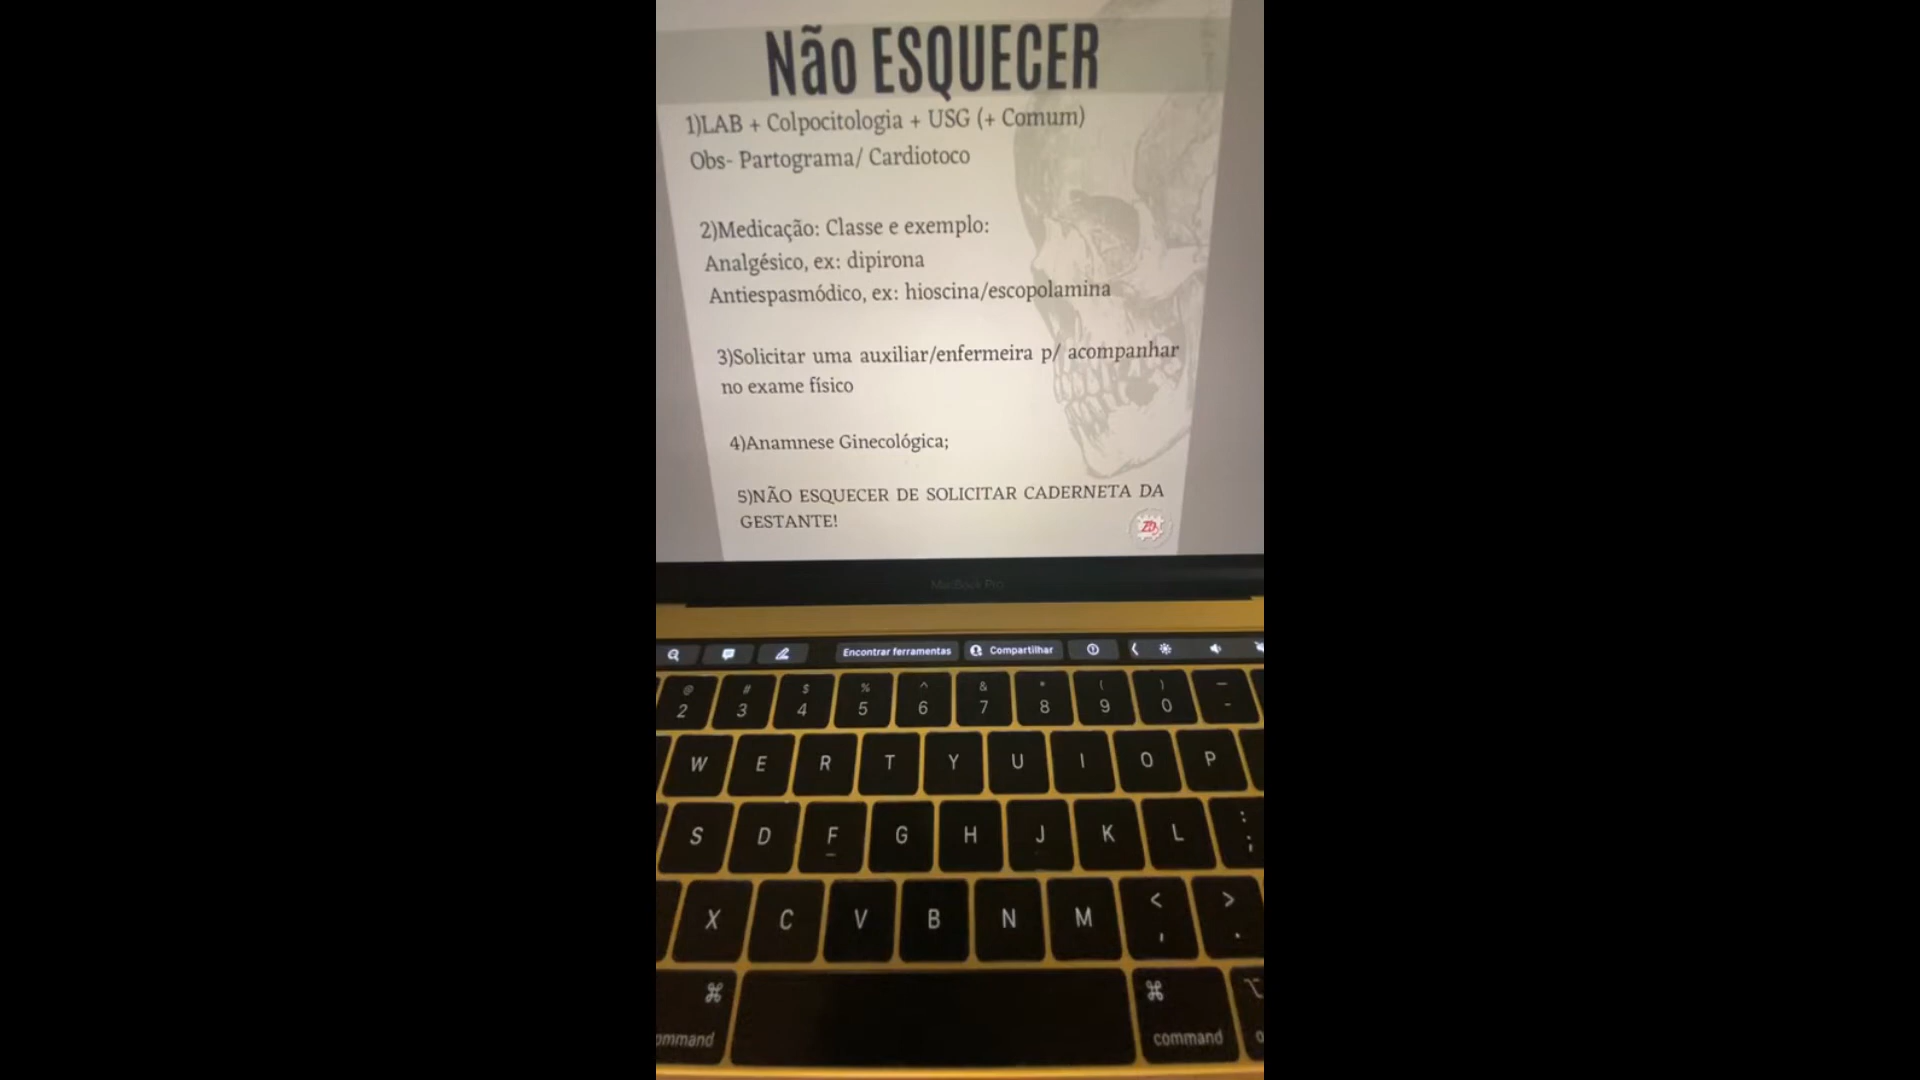 Não ESQUECER
1)LAB + Colpocitologia + USG (+ Comum)
Obs- Partograma/ Cardiotoco
2)Medicação: Classe e exemplo:
Analgésico, ex: dipirona
Antiespasmódico, ex: hioscina/escopolamina
3)Solicitar uma auxiliar/enfermeira p/ acompanhar
no exame físico
4)Anamnese Ginecológica;
5)NÃO ESQUECER DE SOLICITAR CADERNETA DA
GESTANTE!
MacBook Pro
Encontrar ferramentas Compartilhar
@ # $ % ^ & * ( ) —
2 3 4 5 6 7 8 9 0 -
W E R T Y U I O P
S D F G H J K L : ;
X C V B N M < , > .
⌘ ⌘ ⌥
command